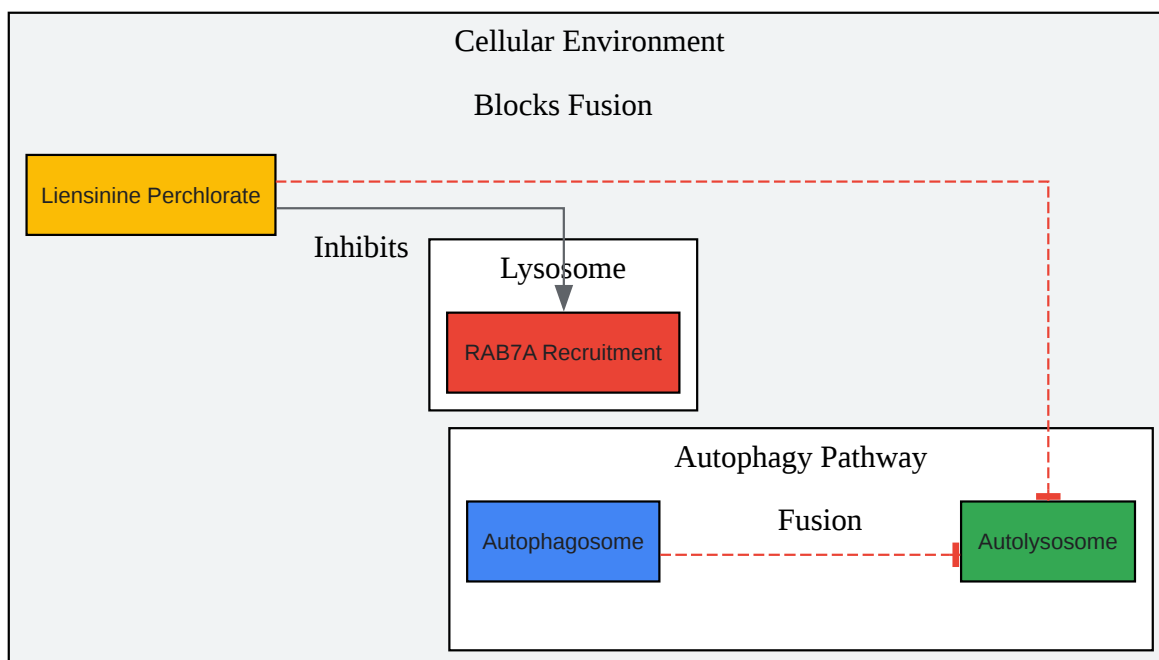 Cellular Environment
Blocks Fusion
Liensinine Perchlorate
Inhibits
Lysosome
RAB7A Recruitment
Autophagy Pathway
Fusion
Autophagosome
Autolysosome